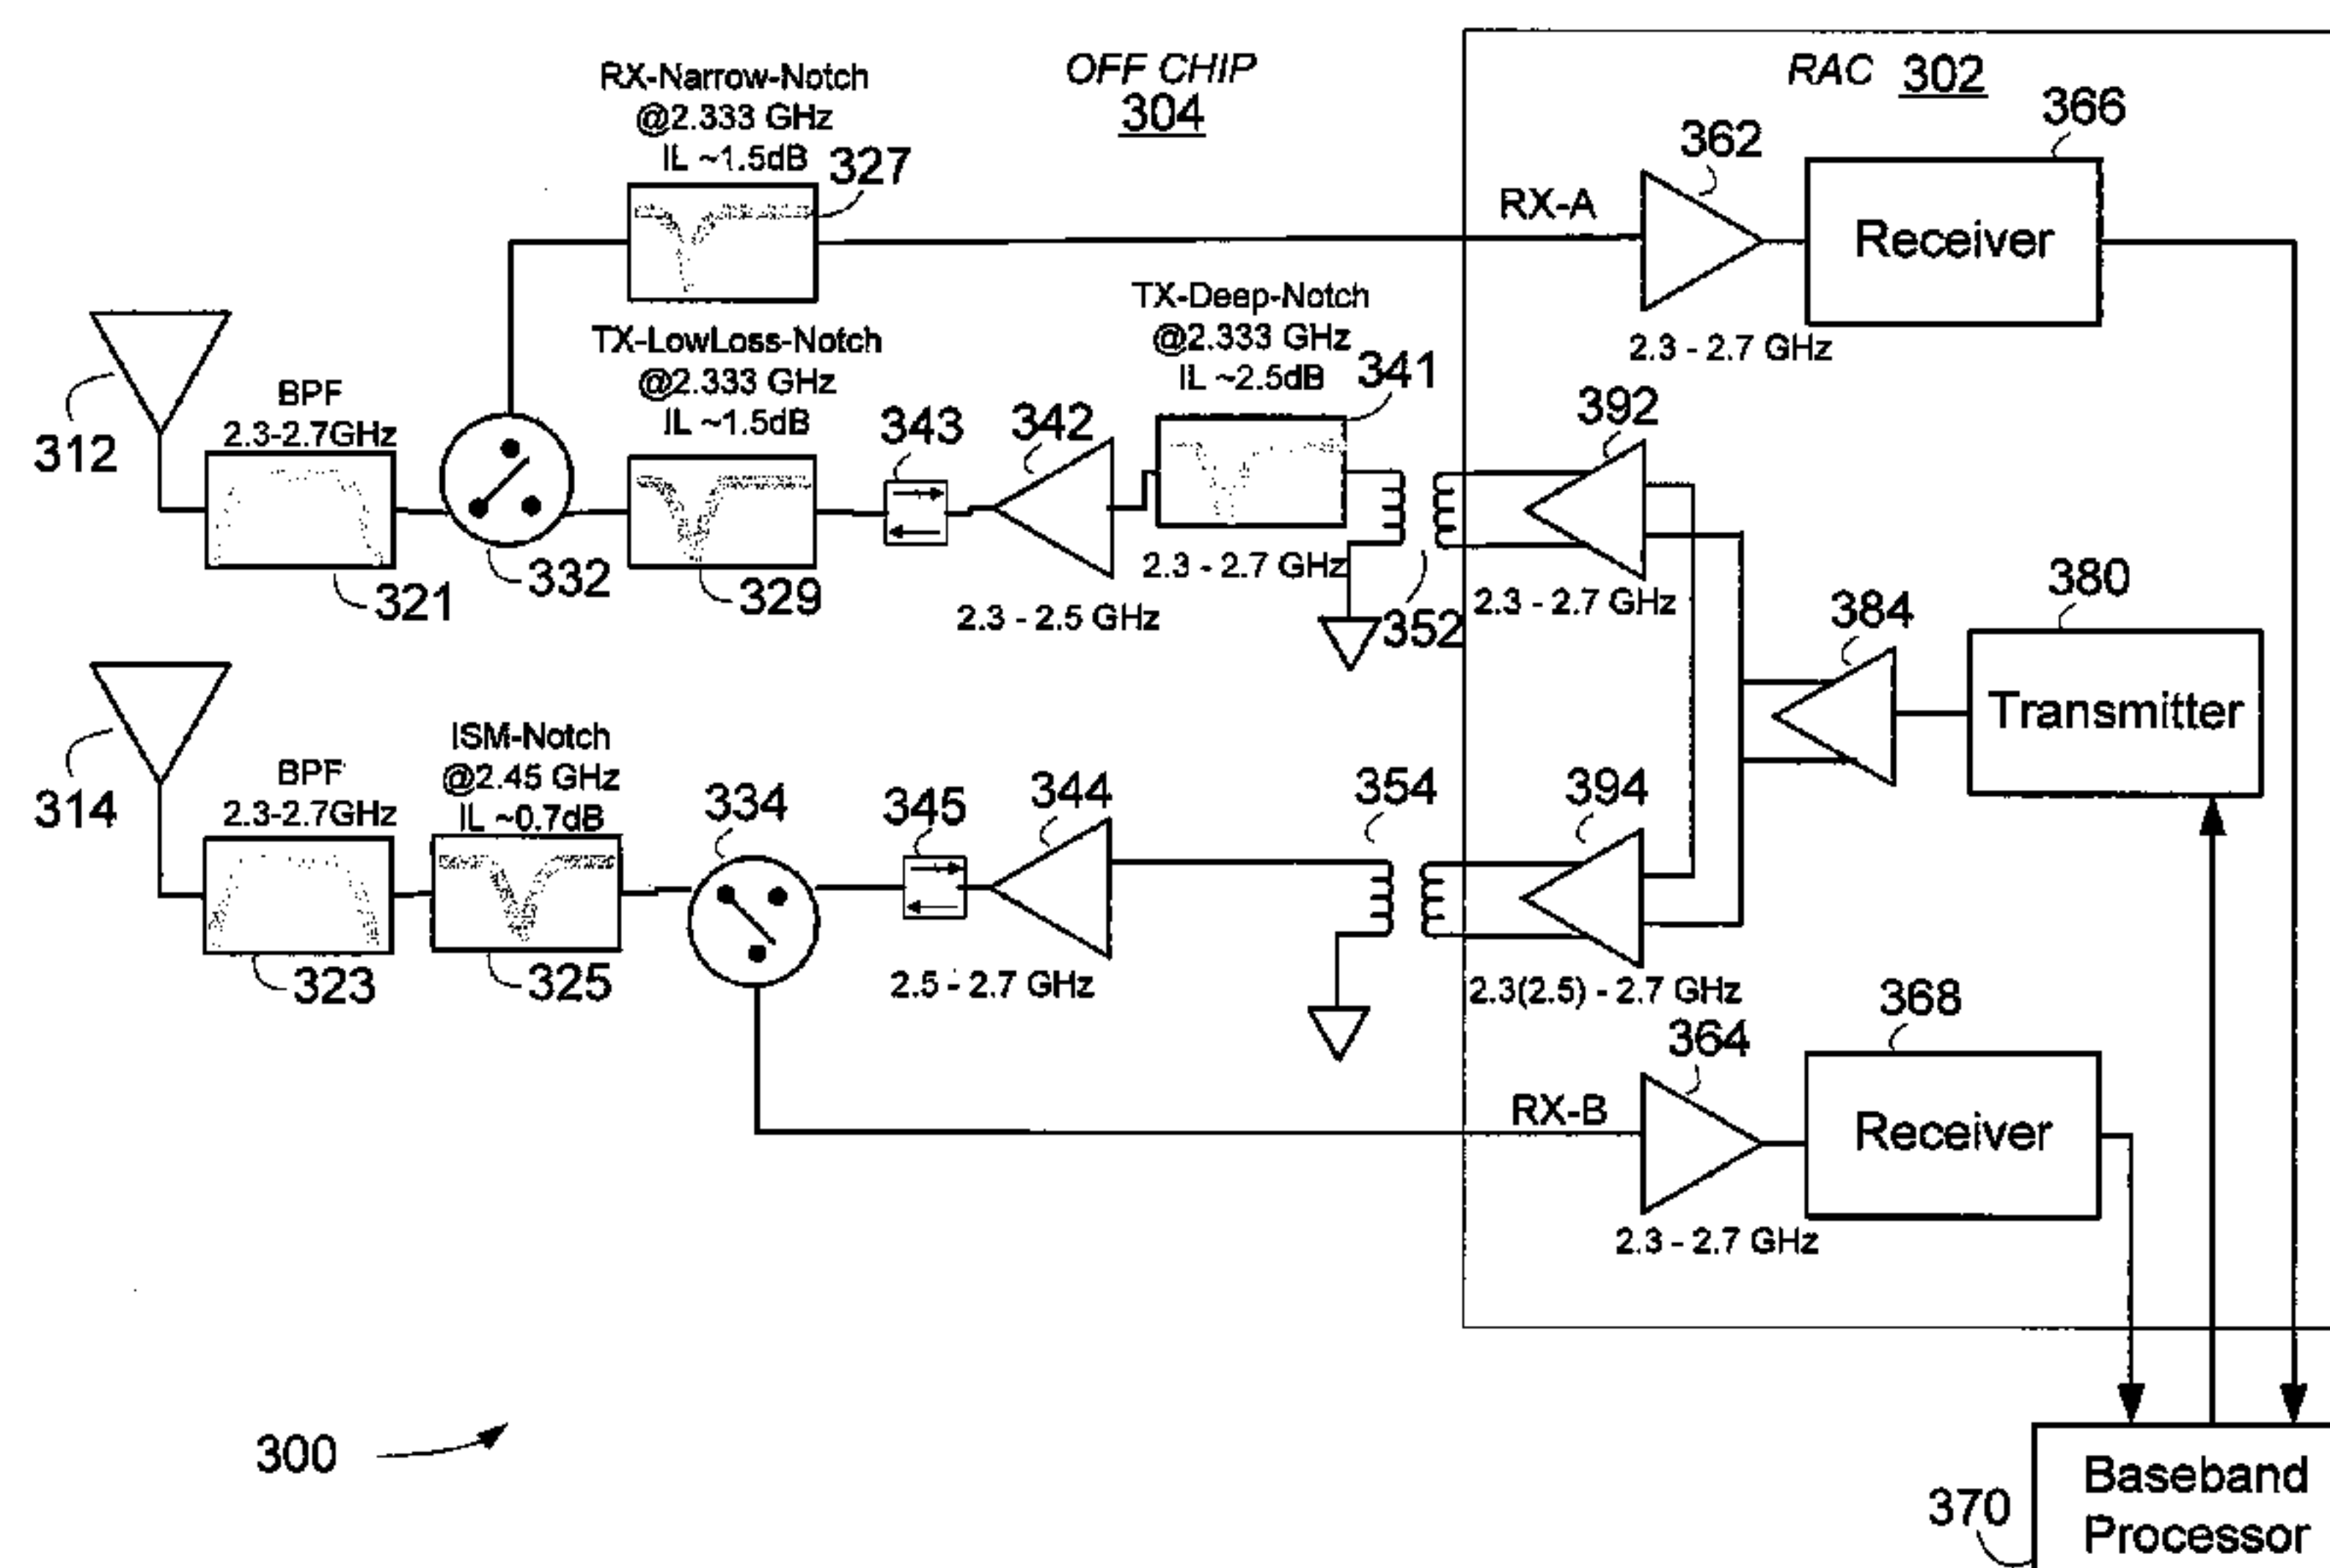 OFF CHIP
304
RAC 302
RX-Narrow-Notch
@2.333 GHz
IL ~1.5dB
327
362
366
RX-A
Receiver
2.3 - 2.7 GHz
TX-Deep-Notch
@2.333 GHz
IL ~2.5dB
341
TX-LowLoss-Notch
@2.333 GHz
IL ~1.5dB
312
BPF
2.3-2.7GHz
343
342
392
321
332
329
2.3 - 2.7 GHz
2.3 - 2.5 GHz
352
2.3 - 2.7 GHz
384
380
Transmitter
314
BPF
2.3-2.7GHz
ISM-Notch
@2.45 GHz
IL ~0.7dB
334
345
344
354
394
323
325
2.5 - 2.7 GHz
2.3(2.5) - 2.7 GHz
364
368
RX-B
Receiver
2.3 - 2.7 GHz
300
370
Baseband
Processor